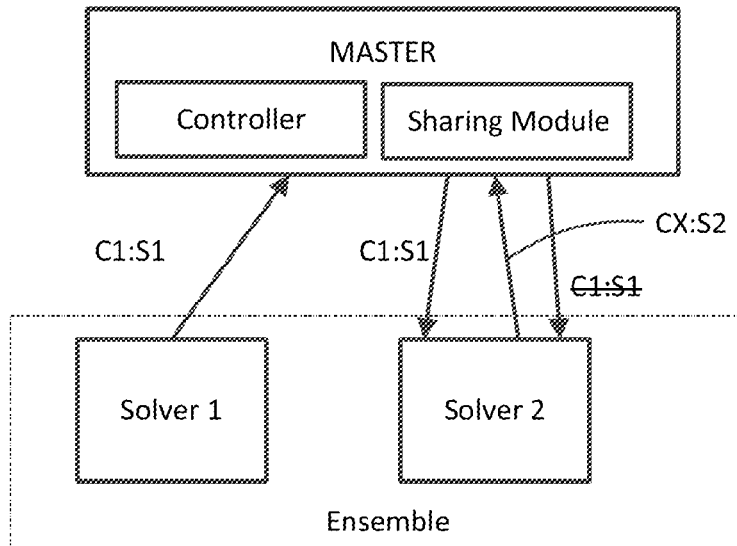 MASTER
Controller
Sharing Module
C1:S1
C1:S1
CX:S2
C1:S1
Solver 1
Solver 2
Ensemble